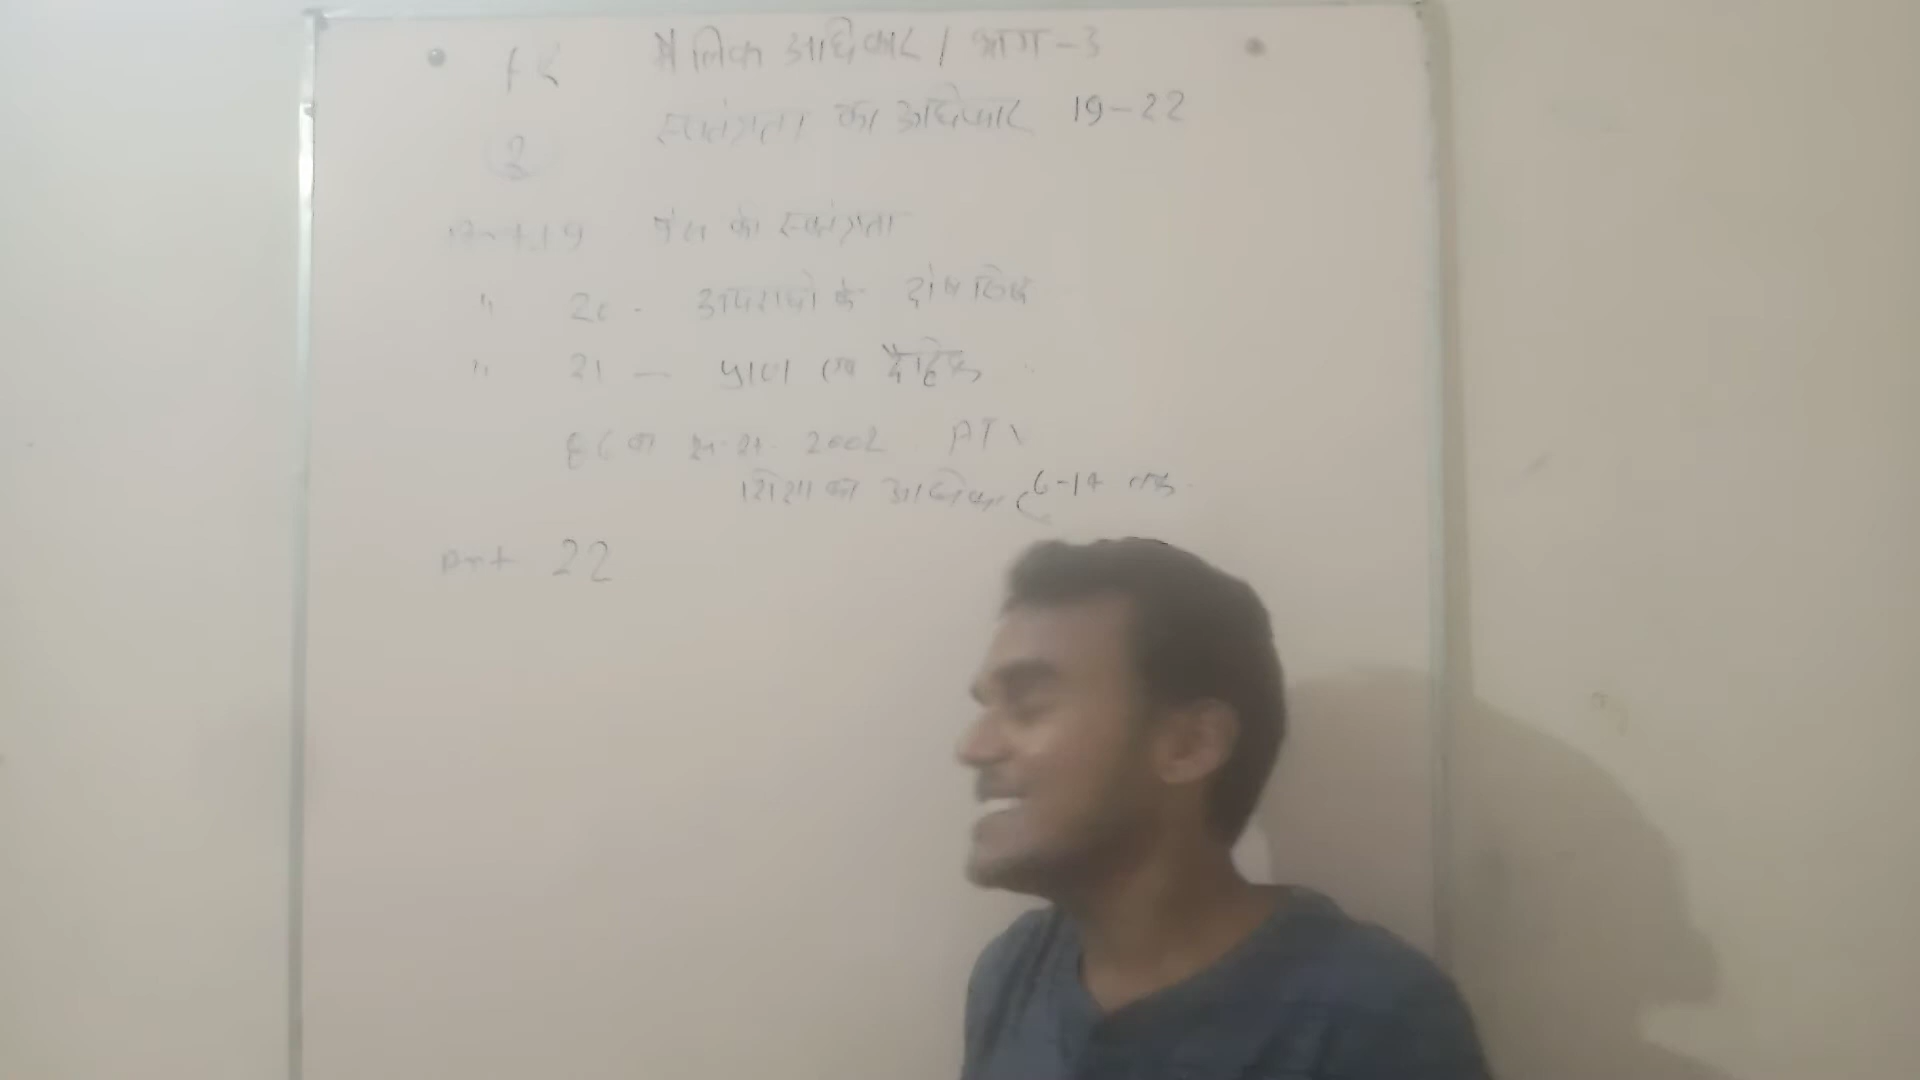 FR मौलिक अधिकार / भाग - 3
2 स्वतंत्रता का अधिकार 19-22
Art. 19 प्रेस की स्वतंत्रता
" 20 - अपराधो के दोषसिद्ध
" 21 — प्राण एवं दैहिक
86 वा 2002
शिक्षा का अधिकार 6-14 तक
Art 22